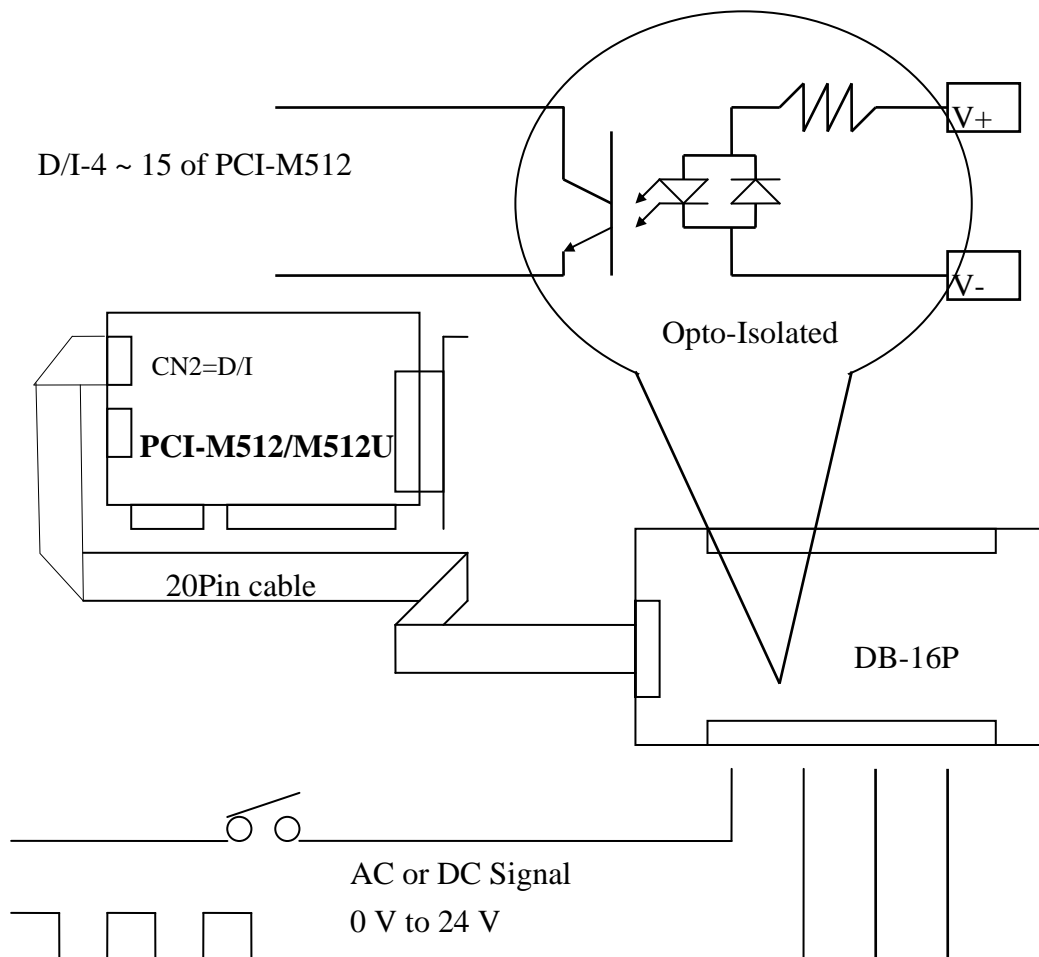 V+
D/I-4 ~ 15 of PCI-M512
V-
Opto-Isolated
CN2=D/I
PCI-M512/M512U
20Pin cable
DB-16P
AC or DC Signal
0 V to 24 V